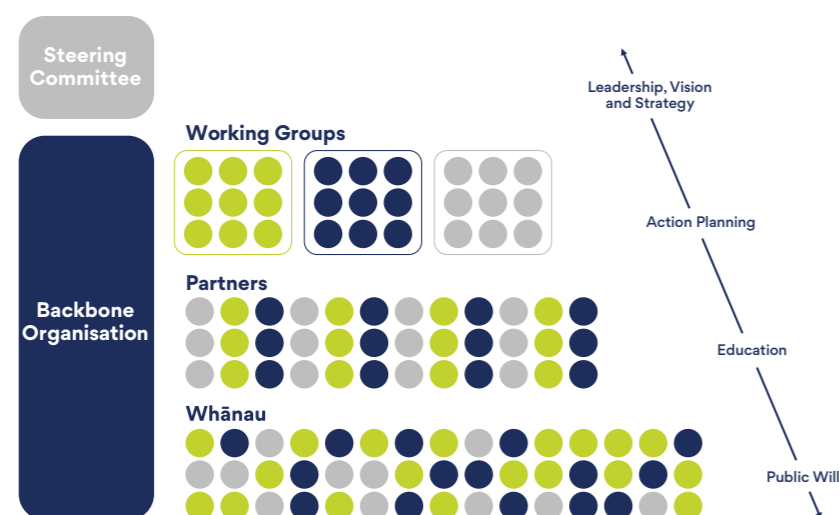 Steering
Committee
Leadership, Vision
and Strategy
Working Groups
Action Planning
Partners
Backbone
Organisation
Education
Whānau
Public Will